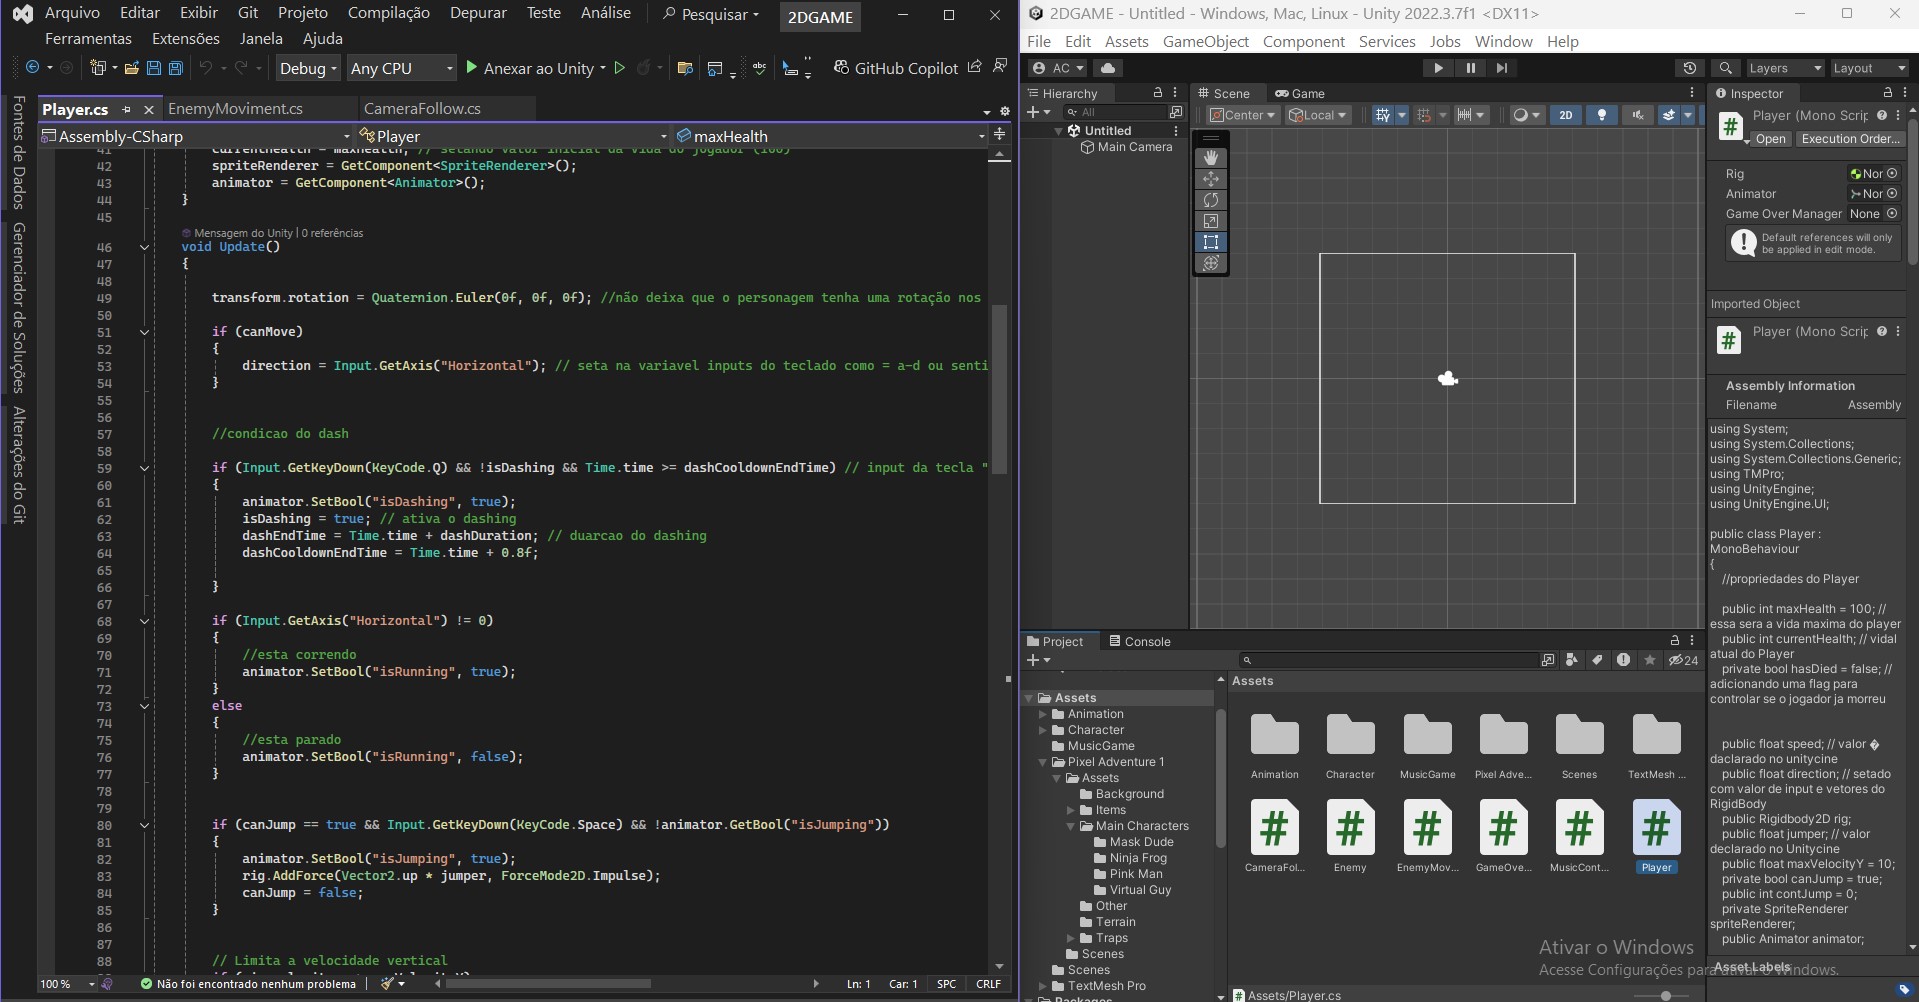 Arquivo Editar Exibir Git Projeto Compilação Depurar Teste Análise Pesquisar 2DGAME
Ferramentas Extensões Janela Ajuda
Debug Any CPU Anexar ao Unity GitHub Copilot
Fontes de Dados
Gerenciador de Soluções
Alterações do Git
Player.cs EnemyMoviment.cs CameraFollow.cs
Assembly-CSharp Player maxHealth
41 currentHealth = maxHealth; // setando valor inicial da vida do jogador (100)
42 spriteRenderer = GetComponent<SpriteRenderer>();
43 animator = GetComponent<Animator>();
44 }
45
Mensagem do Unity | 0 referências
46 void Update()
47 {
48
49 transform.rotation = Quaternion.Euler(0f, 0f, 0f); //não deixa que o personagem tenha uma rotação nos
50
51 if (canMove)
52 {
53 direction = Input.GetAxis("Horizontal"); // seta na variavel inputs do teclado como = a-d ou senti
54 }
55
56
57 //condicao do dash
58
59 if (Input.GetKeyDown(KeyCode.Q) && !isDashing && Time.time >= dashCooldownEndTime) // input da tecla "
60 {
61 animator.SetBool("isDashing", true);
62 isDashing = true; // ativa o dashing
63 dashEndTime = Time.time + dashDuration; // duarcao do dashing
64 dashCooldownEndTime = Time.time + 0.8f;
65
66 }
67
68 if (Input.GetAxis("Horizontal") != 0)
69 {
70 //esta correndo
71 animator.SetBool("isRunning", true);
72 }
73 else
74 {
75 //esta parado
76 animator.SetBool("isRunning", false);
77 }
78
79
80 if (canJump == true && Input.GetKeyDown(KeyCode.Space) && !animator.GetBool("isJumping"))
81 {
82 animator.SetBool("isJumping", true);
83 rig.AddForce(Vector2.up * jumper, ForceMode2D.Impulse);
84 canJump = false;
85 }
86
87
88 // Limita a velocidade vertical
100 % Não foi encontrado nenhum problema Ln: 1 Car: 1 SPC CRLF
2DGAME - Untitled - Windows, Mac, Linux - Unity 2022.3.7f1 <DX11>
File Edit Assets GameObject Component Services Jobs Window Help
AC Layers Layout
Hierarchy
All
Untitled
Main Camera
Scene Game
Center Local 2D
Project Console
24
Assets
Animation
Character
MusicGame
Pixel Adventure 1
Assets
Background
Items
Main Characters
Mask Dude
Ninja Frog
Pink Man
Virtual Guy
Other
Terrain
Traps
Scenes
Scenes
TextMesh Pro
Packages
Assets
Animation Character MusicGame Pixel Adve... Scenes TextMesh ...
CameraFol... Enemy EnemyMov... GameOve... MusicCont... Player
Assets/Player.cs
Inspector
Player (Mono Scrip
Open Execution Order...
Rig Nor
Animator Nor
Game Over Manager None
Default references will only
be applied in edit mode.
Imported Object
Player (Mono Scrip
Assembly Information
Filename Assembly
using System;
using System.Collections;
using System.Collections.Generic;
using TMPro;
using UnityEngine;
using UnityEngine.UI;
public class Player :
MonoBehaviour
{
//propriedades do Player
public int maxHealth = 100; //
essa sera a vida maxima do player
public int currentHealth; // vidal
atual do Player
private bool hasDied = false; //
adicionando uma flag para
controlar se o jogador ja morreu
public float speed; // valor �
daclarado no unitycine
public float direction; // setado
com valor de input e vetores do
RigidBody
public Rigidbody2D rig;
public float jumper; // valor
declarado no Unitycine
public float maxVelocityY = 10;
private bool canJump = true;
public int contJump = 0;
private SpriteRenderer
spriteRenderer;
public Animator animator;
Asset Labels
Ativar o Windows
Acesse Configurações para ativar o Windows.